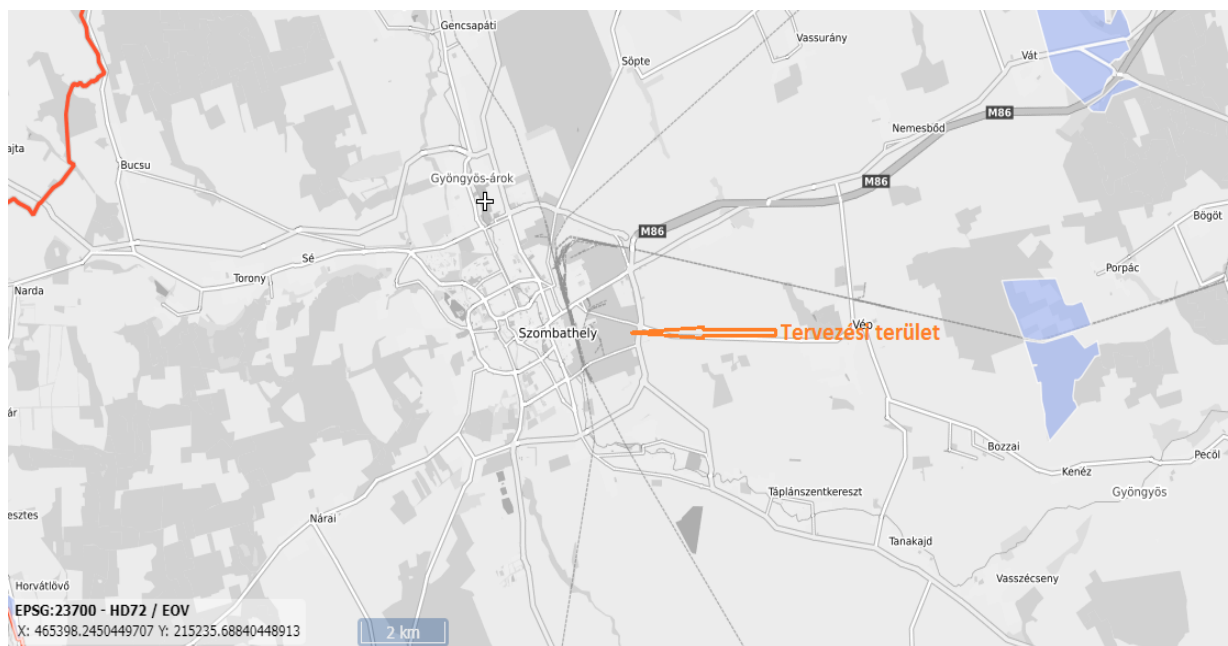 Gencsapáti
Vassurány
Söpte
Vát
M86
Nemesbőd
ajta
Bucsu
Gyöngyös-árok
M86
M86
Bögöt
Sé
Porpác
Torony
Narda
Szombathely
Tervezési terület
Vép
ár
Bozzai
Pecöl
Kenéz
Táplánszentkereszt
Gyöngyös
esztes
Nárai
Tanakajd
Vasszécseny
Horvátlövő
EPSG:23700 - HD72 / EOV
X: 465398.2450449707 Y: 215235.68840448913
2 km